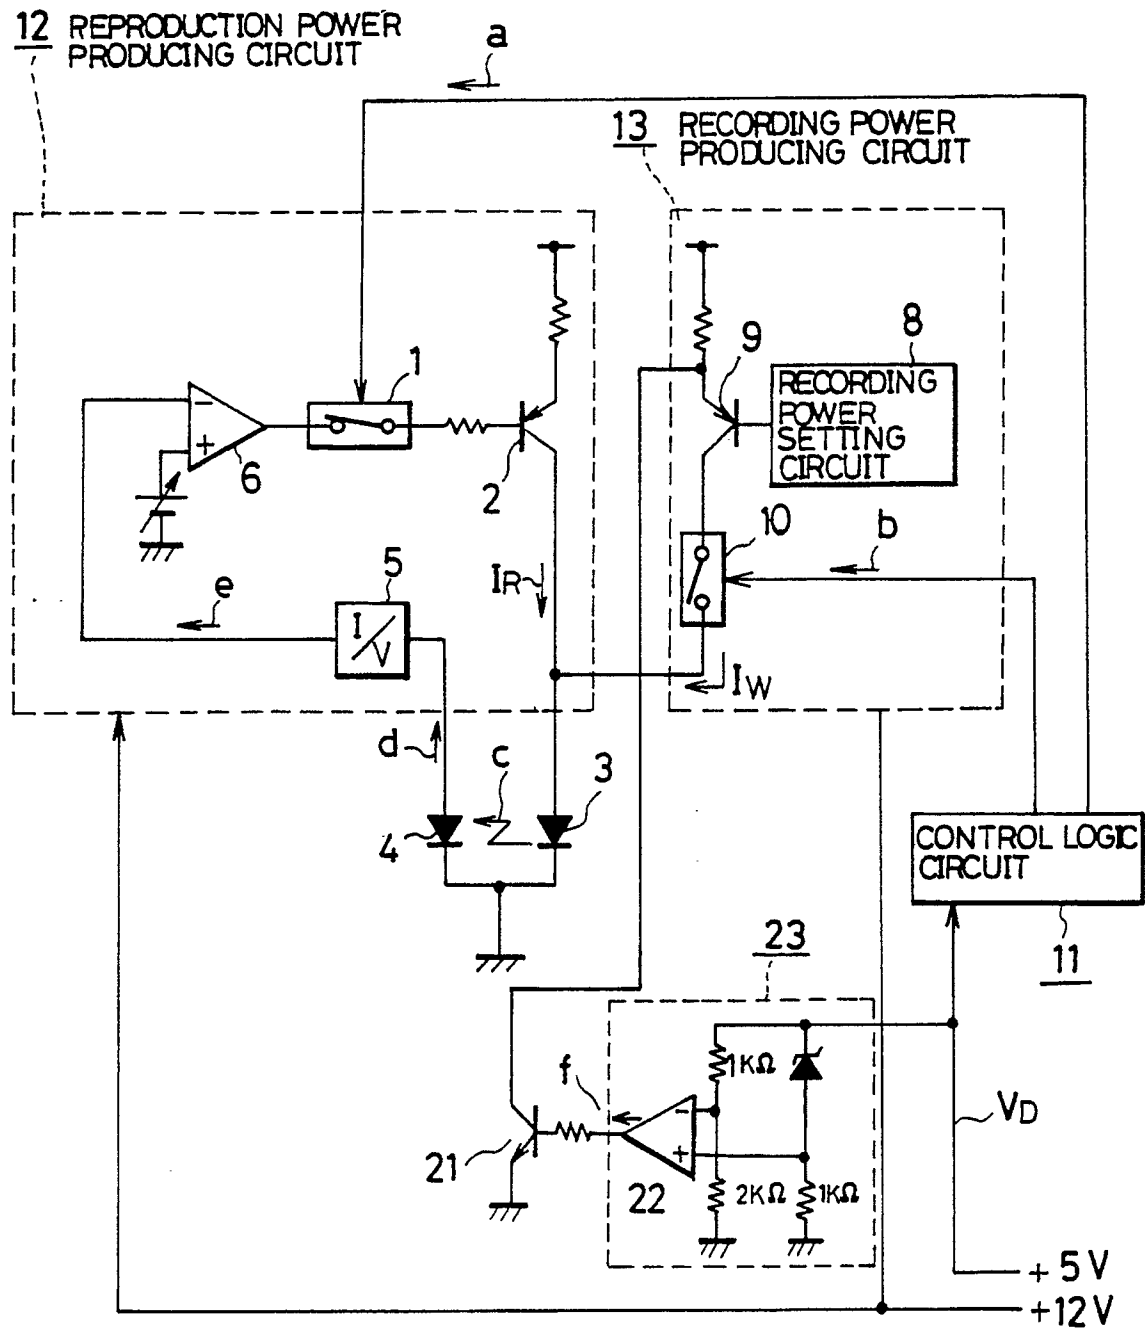 12 REPRODUCTION POWER
PRODUCING CIRCUIT
a
13 RECORDING POWER
PRODUCING CIRCUIT
1
9
8
RECORDING
POWER
SETTING
CIRCUIT
-
+
6
2
10
b
IR
5
I/V
e
IW
d
c
3
4
CONTROL LOGIC
CIRCUIT
11
23
f
1KΩ
-
+
VD
21
22
2KΩ
1KΩ
+5V
+12V